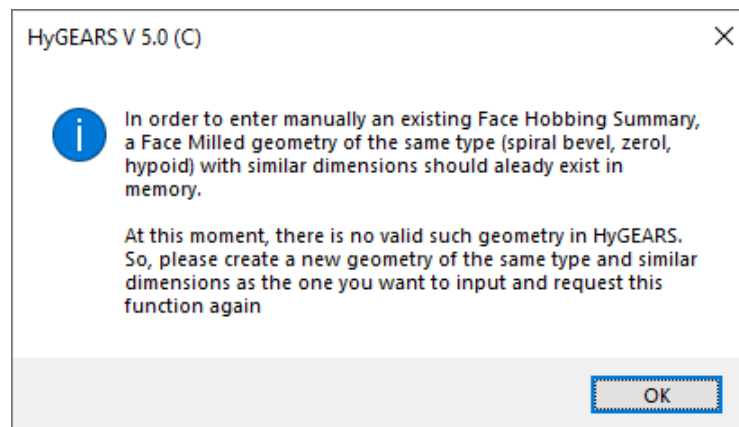 HyGEARS V 5.0 (C)
In order to enter manually an existing Face Hobbing Summary,
a Face Milled geometry of the same type (spiral bevel, zerol,
hypoid) with similar dimensions should aleady exist in
memory.
At this moment, there is no valid such geometry in HyGEARS.
So, please create a new geometry of the same type and similar
dimensions as the one you want to input and request this
function again
OK